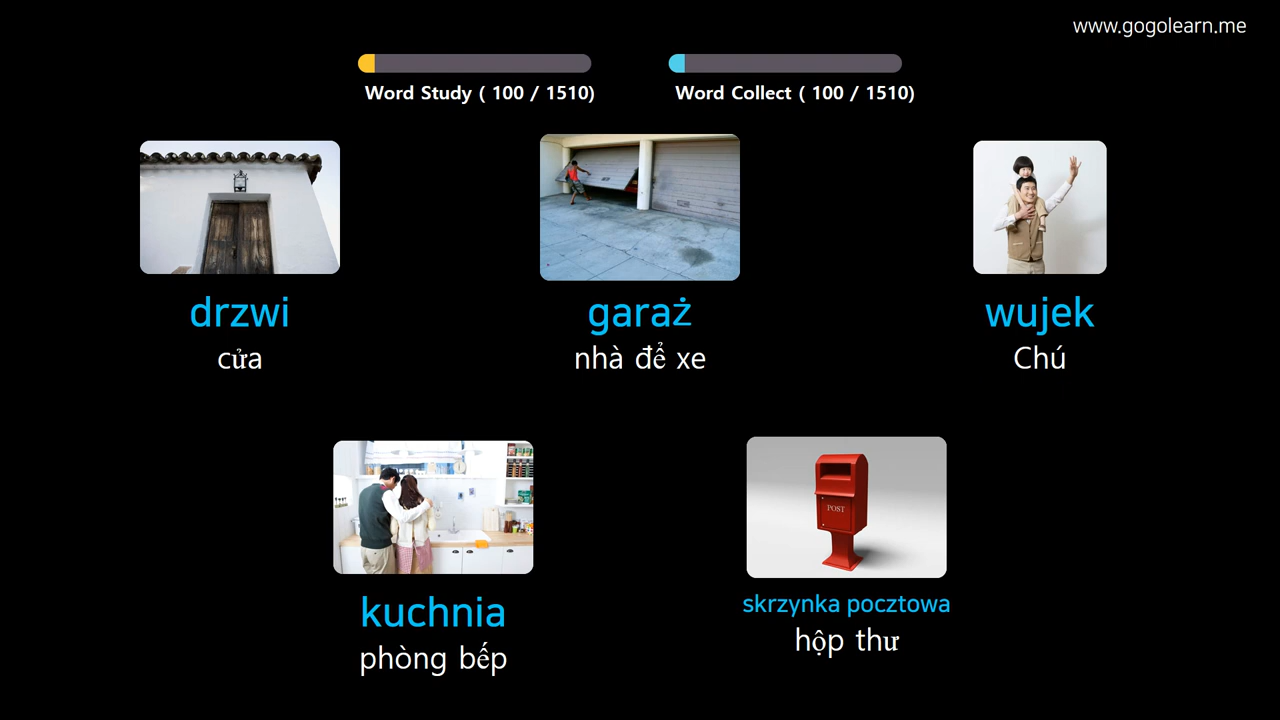 www.gogolearn.me
Word Study ( 100 / 1510)
Word Collect ( 100 / 1510)
drzwi
cửa
garaż
nhà để xe
wujek
Chú
kuchnia
phòng bếp
POST
skrzynka pocztowa
hộp thư